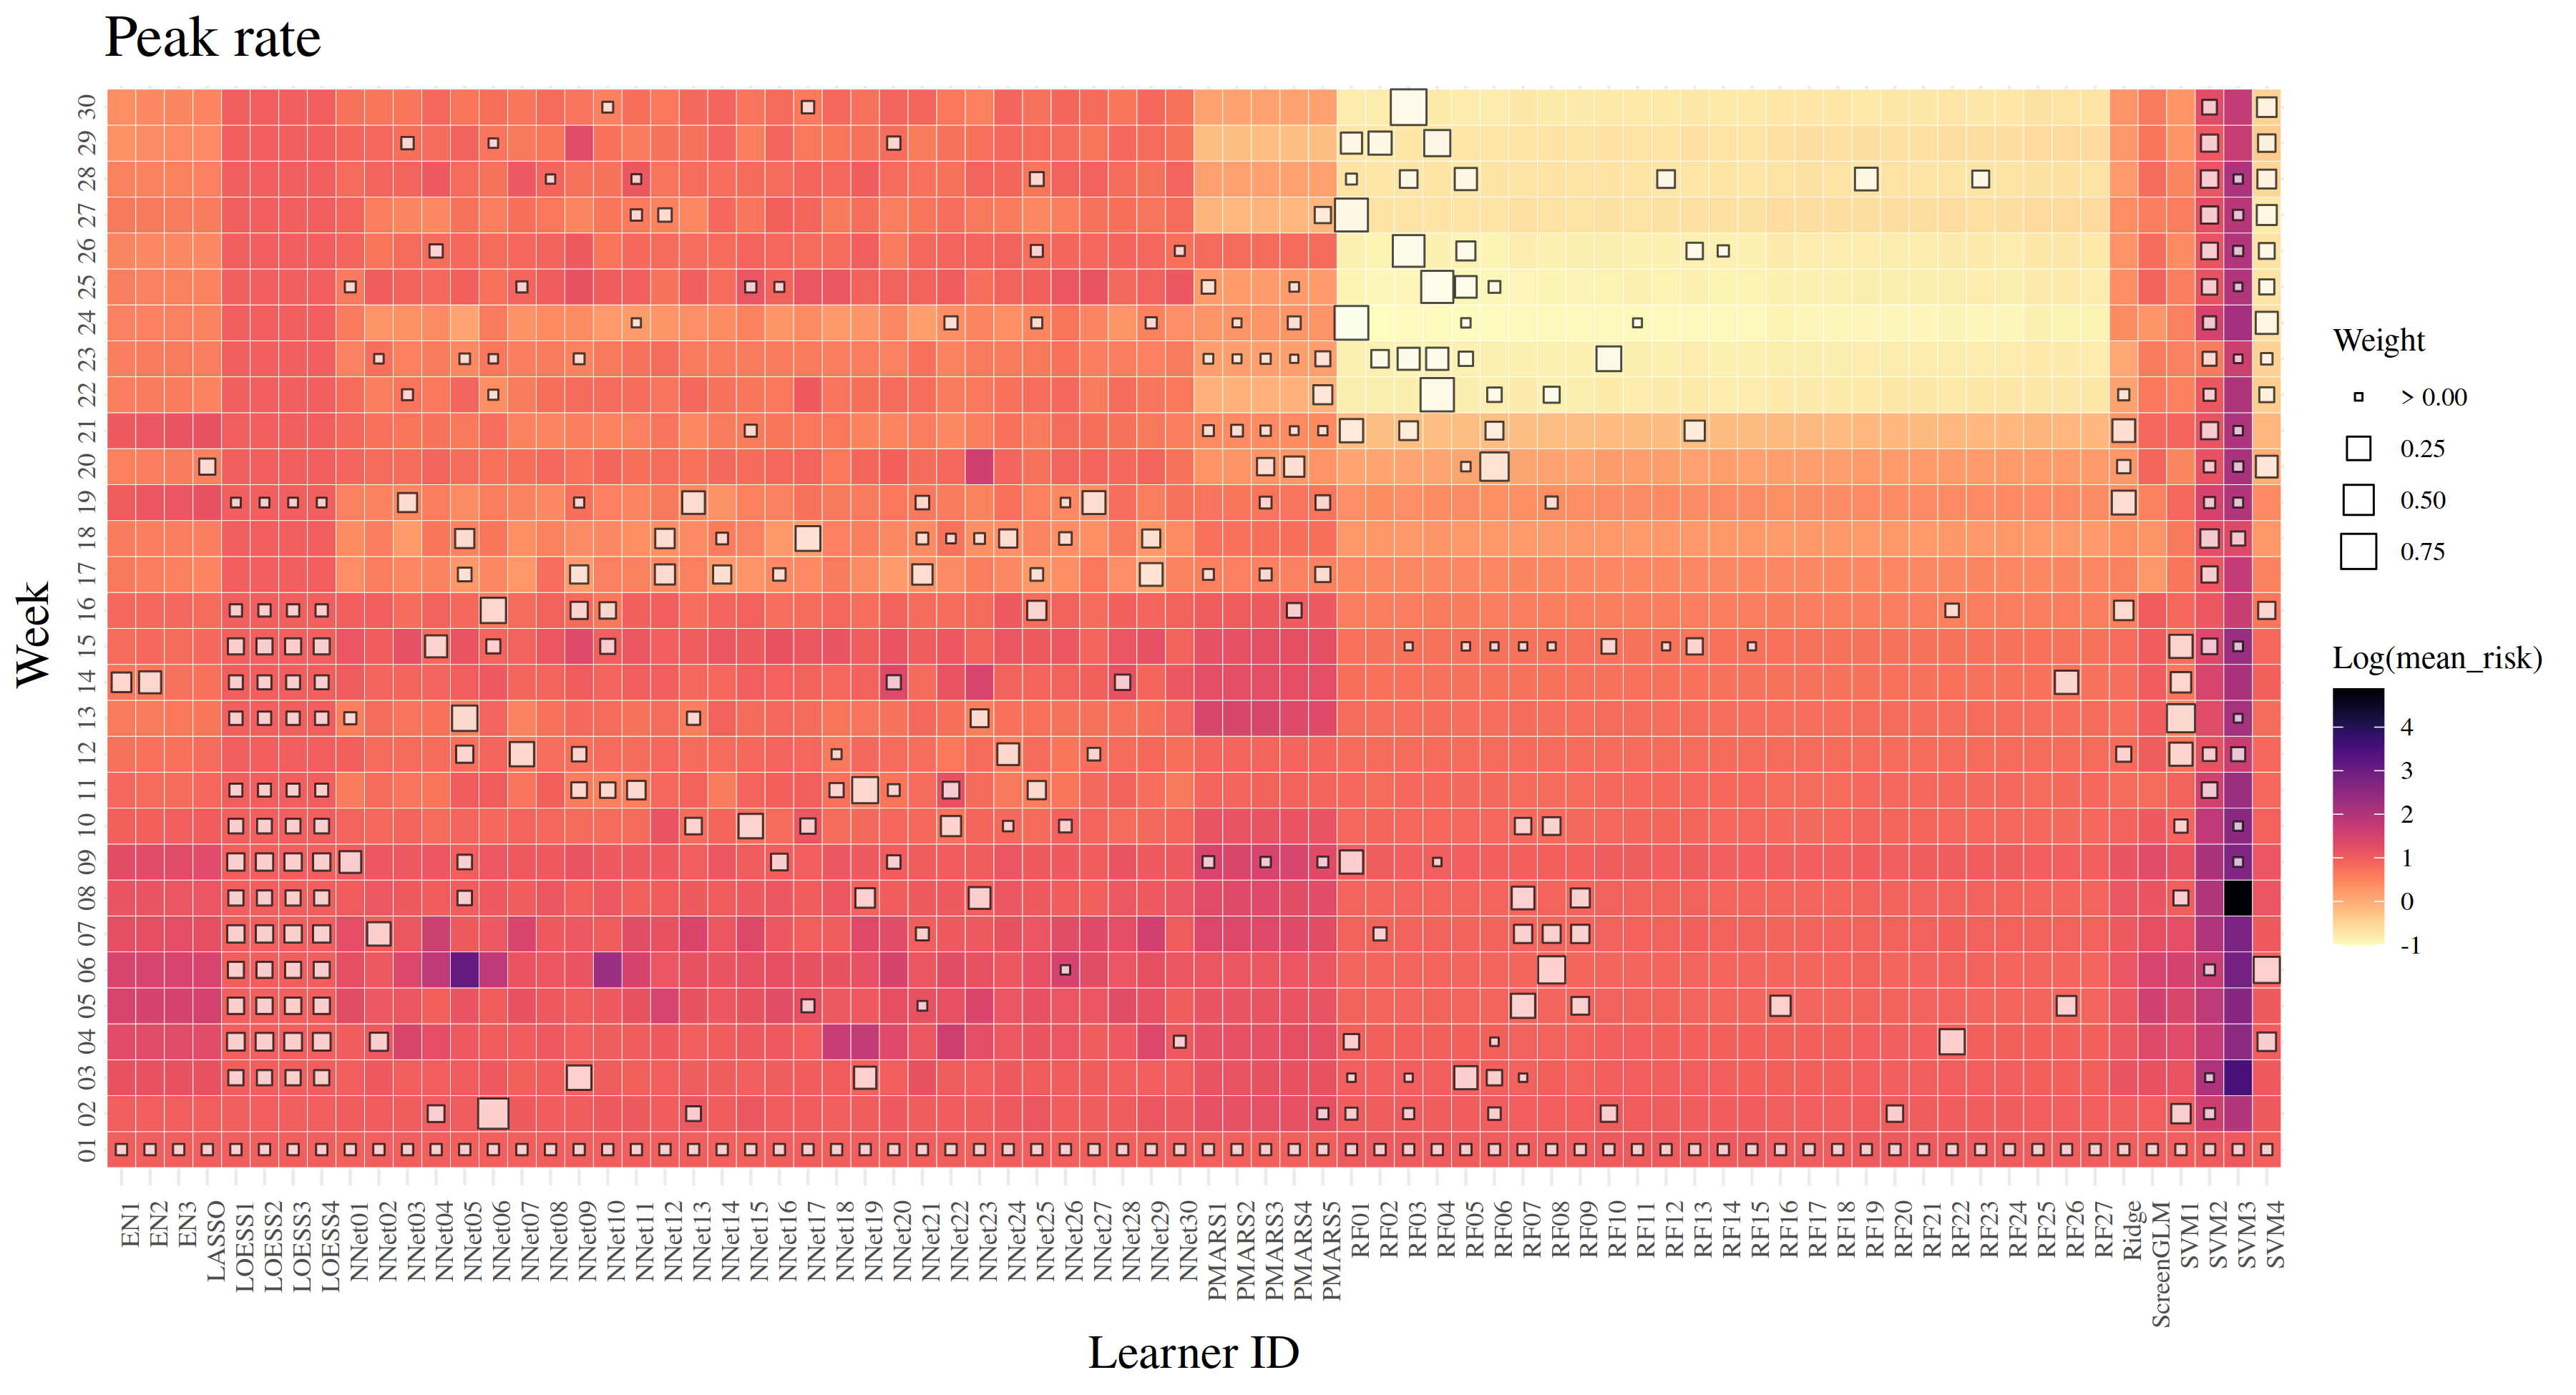 Peak rate
Week
30
29
28
27
26
25
24
23
22
21
20
19
18
17
16
15
14
13
12
11
10
09
08
07
06
05
04
03
02
01
EN1
EN2
EN3
LASSO
LOESS1
LOESS2
LOESS3
LOESS4
NNet01
NNet02
NNet03
NNet04
NNet05
NNet06
NNet07
NNet08
NNet09
NNet10
NNet11
NNet12
NNet13
NNet14
NNet15
NNet16
NNet17
NNet18
NNet19
NNet20
NNet21
NNet22
NNet23
NNet24
NNet25
NNet26
NNet27
NNet28
NNet29
NNet30
PMARS1
PMARS2
PMARS3
PMARS4
PMARS5
RF01
RF02
RF03
RF04
RF05
RF06
RF07
RF08
RF09
RF10
RF11
RF12
RF13
RF14
RF15
RF16
RF17
RF18
RF19
RF20
RF21
RF22
RF23
RF24
RF25
RF26
RF27
Ridge
ScreenGLM
SVM1
SVM2
SVM3
SVM4
Learner ID
Weight
> 0.00
0.25
0.50
0.75
Log(mean_risk)
4
3
2
1
0
-1